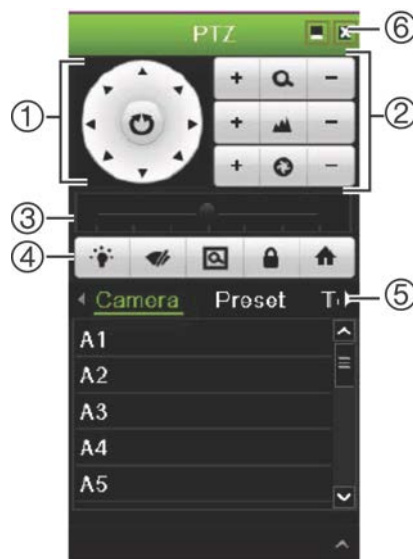 PTZ
⑥
①
+ -
②
+ -
+ -
③
④
Camera Preset
⑤
A1
A2
A3
A4
A5